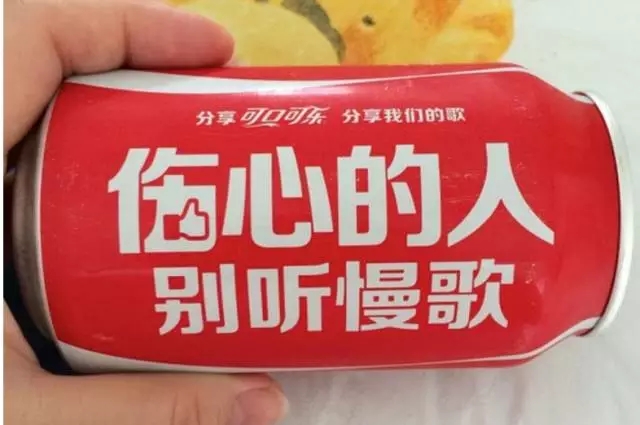 分享 可口可乐 分享我们的歌
伤心的人
别听慢歌